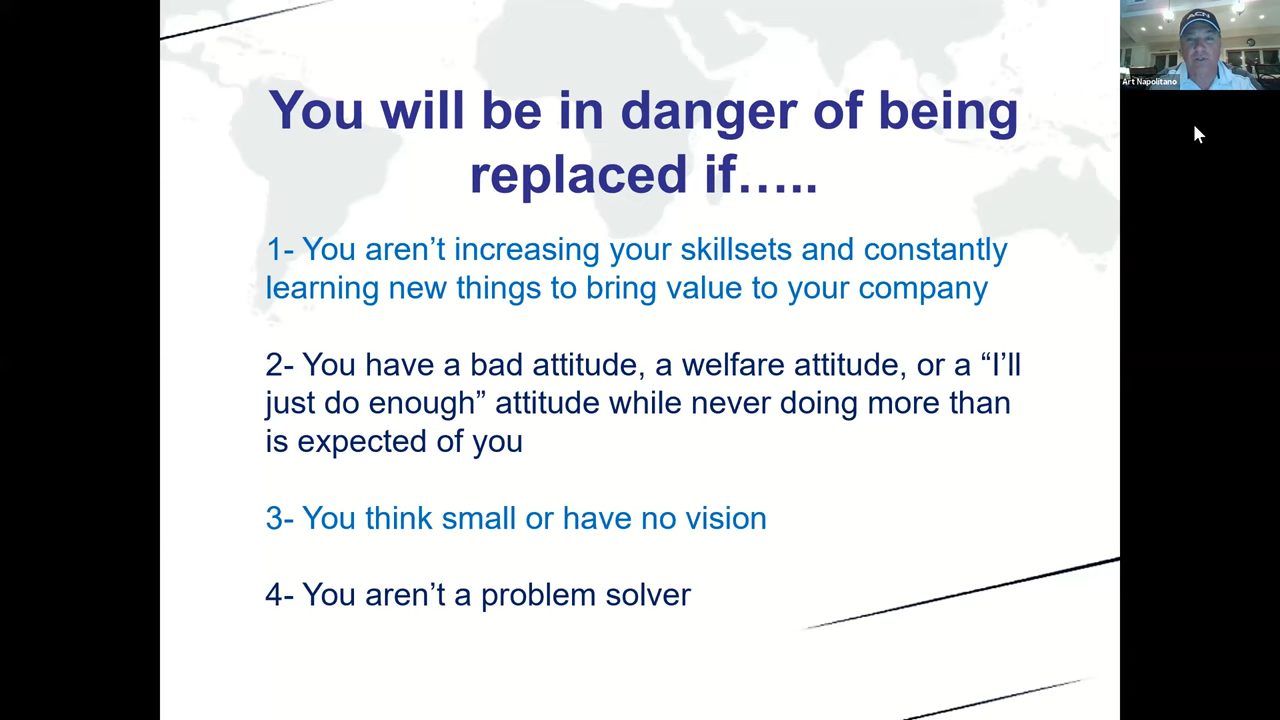 You will be in danger of being
replaced if…..
1- You aren’t increasing your skillsets and constantly
learning new things to bring value to your company
2- You have a bad attitude, a welfare attitude, or a “I’ll
just do enough” attitude while never doing more than
is expected of you
3- You think small or have no vision
4- You aren’t a problem solver
ACN
Art Napolitano